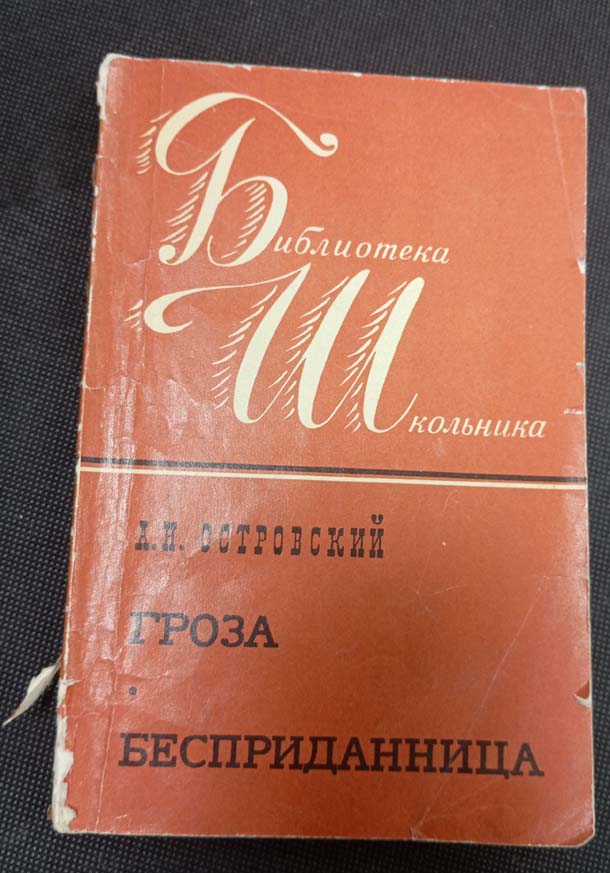 Библиотека
Школьника
А.Н. ОСТРОВСКИЙ
ГРОЗА
•
БЕСПРИДАННИЦА